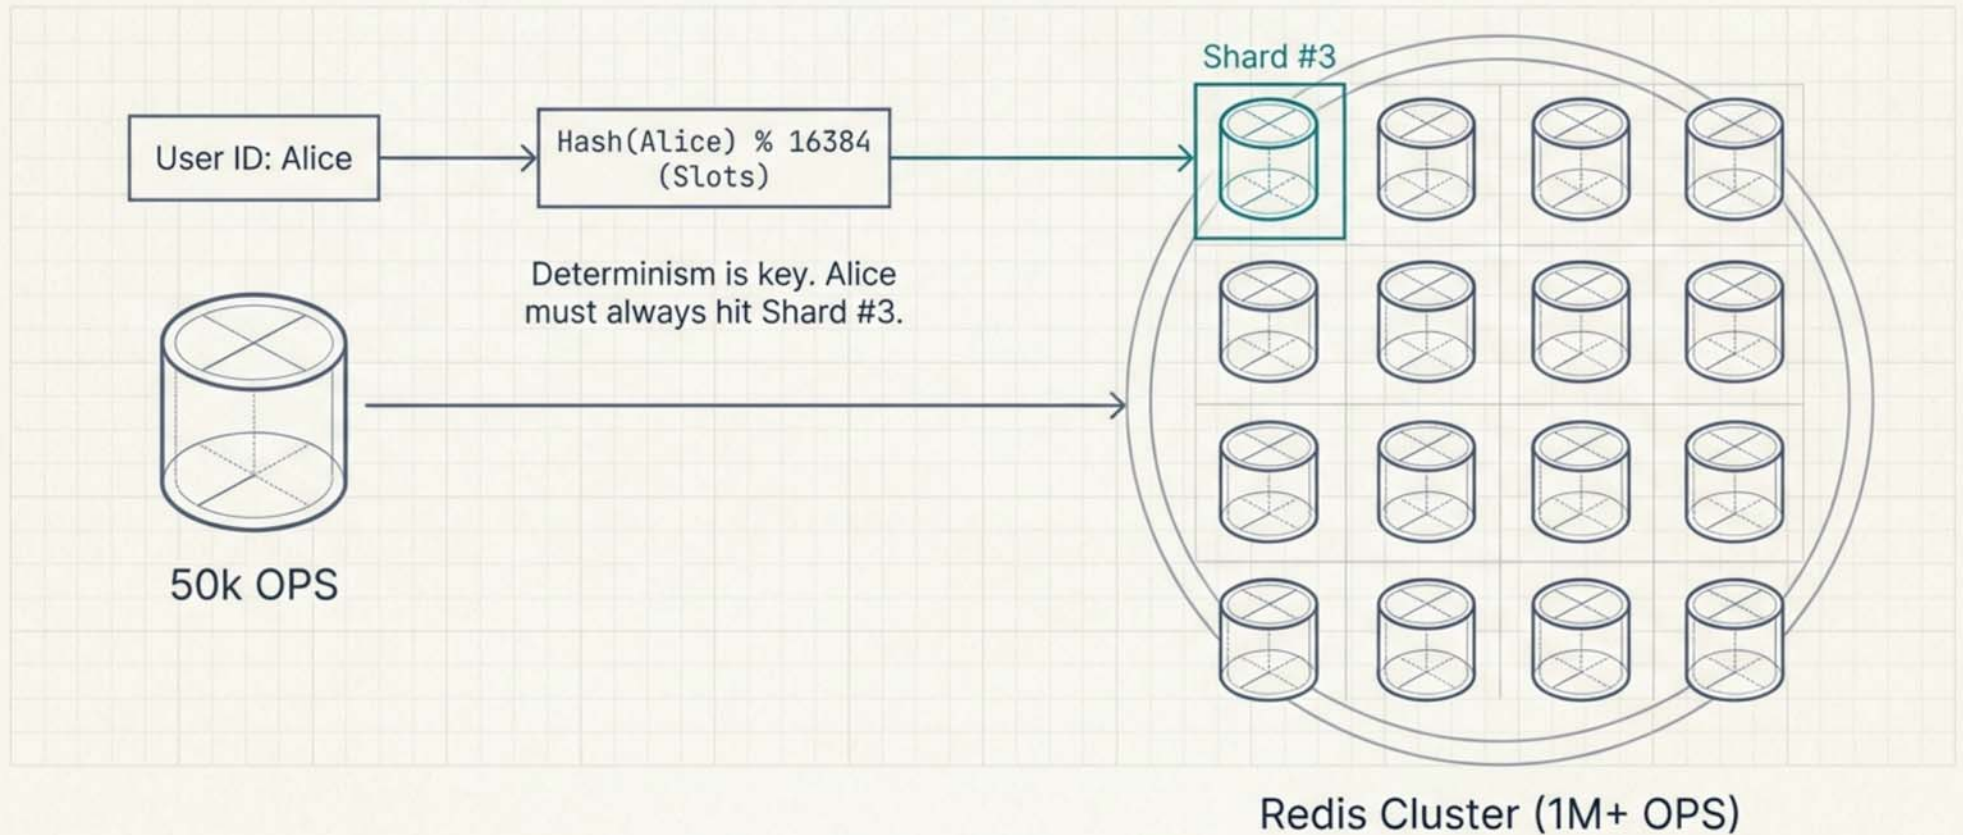 Shard #3
User ID: Alice
Hash(Alice) % 16384
(Slots)
Determinism is key. Alice
must always hit Shard #3.
50k OPS
Redis Cluster (1M+ OPS)